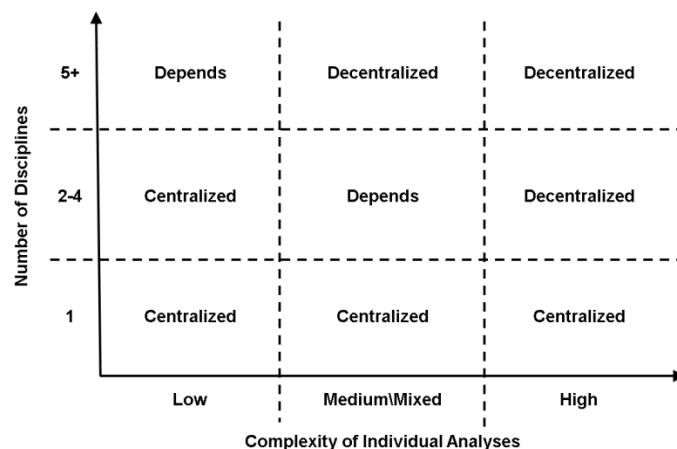 Number of Disciplines
5+ Depends Decentralized Decentralized
2-4 Centralized Depends Decentralized
1 Centralized Centralized Centralized
Low Medium\Mixed High
Complexity of Individual Analyses